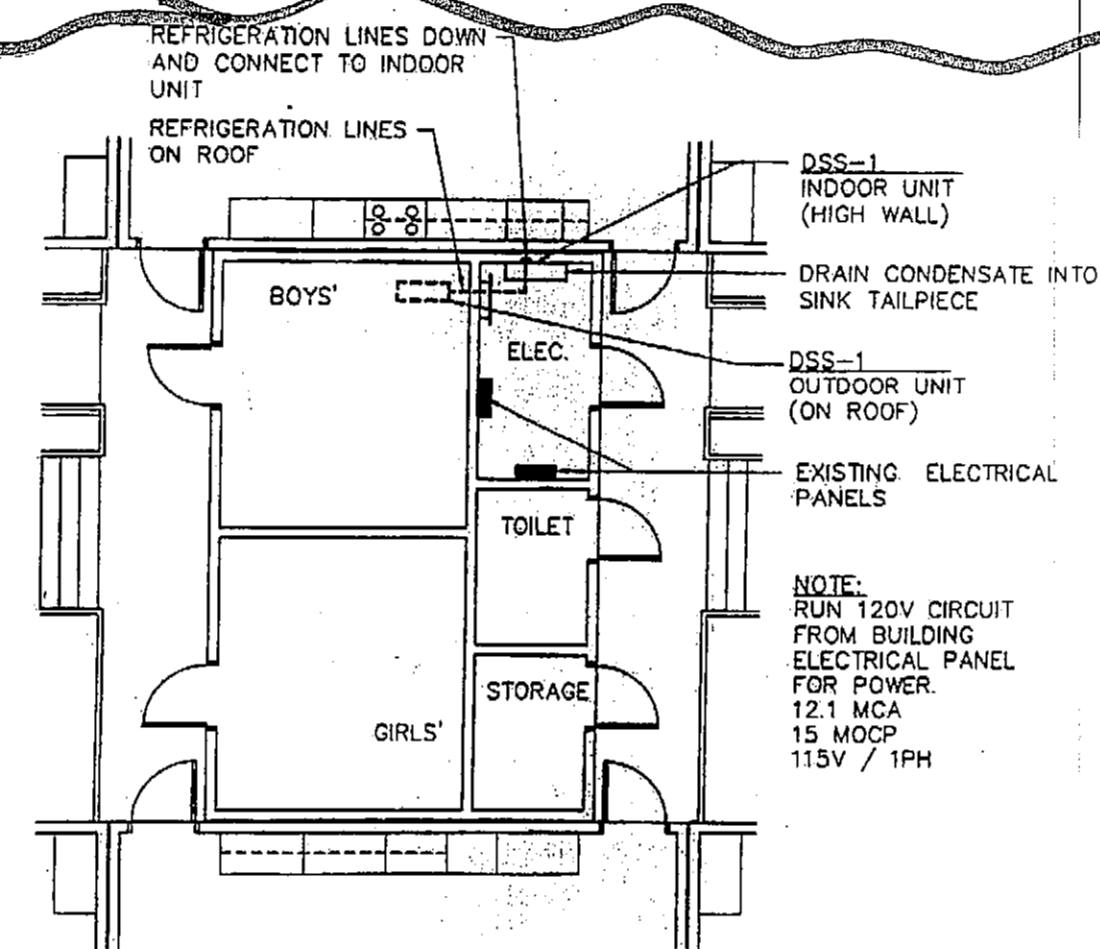 REFRIGERATION LINES DOWN
AND CONNECT TO INDOOR
UNIT
REFRIGERATION LINES
ON ROOF
DSS-1
INDOOR UNIT
(HIGH WALL)
DRAIN CONDENSATE INTO
SINK TAILPIECE
BOYS'
ELEC.
DSS-1
OUTDOOR UNIT
(ON ROOF)
EXISTING ELECTRICAL
PANELS
TOILET
NOTE:
RUN 120V CIRCUIT
FROM BUILDING
ELECTRICAL PANEL
FOR POWER.
12.1 MCA
15 MOCP
115V / 1PH
STORAGE
GIRLS'